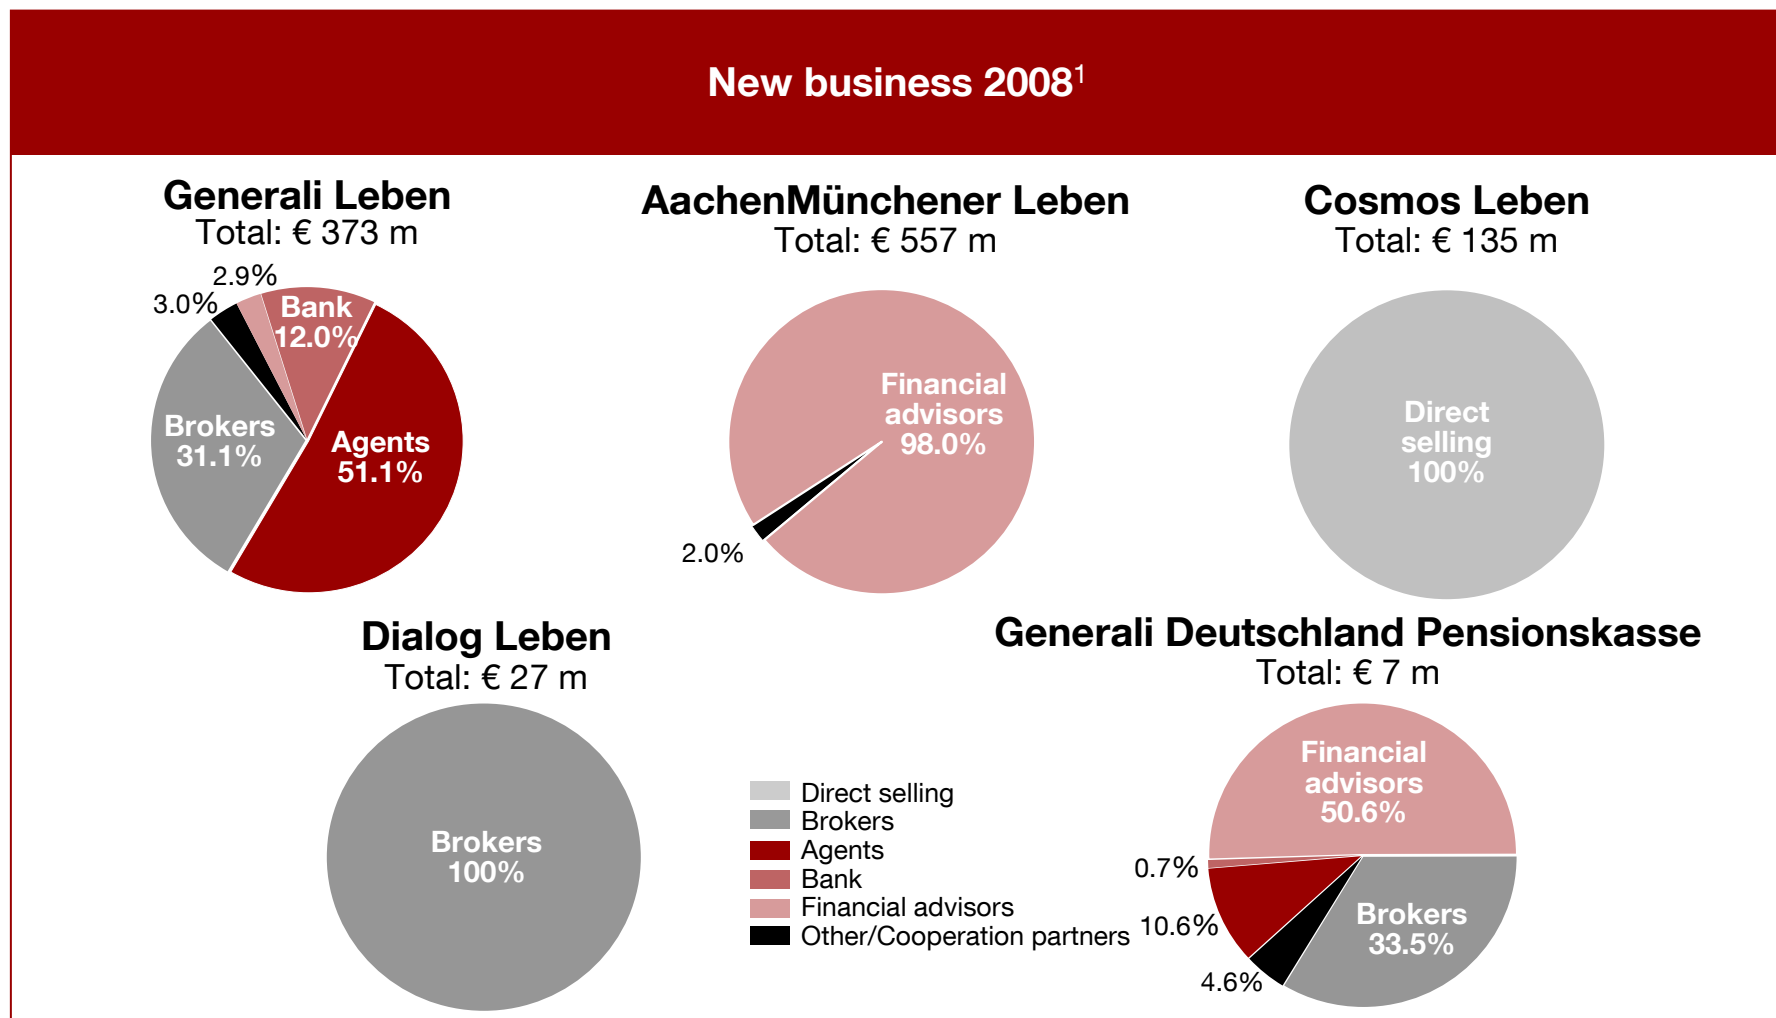 New business 2008¹
Generali Leben
Total: € 373 m
2.9%
3.0%
Bank
12.0%
Brokers
31.1%
Agents
51.1%
AachenMünchener Leben
Total: € 557 m
Financial
advisors
98.0%
2.0%
Cosmos Leben
Total: € 135 m
Direct
selling
100%
Dialog Leben
Total: € 27 m
Brokers
100%
Direct selling
Brokers
Agents
Bank
Financial advisors
Other/Cooperation partners
Generali Deutschland Pensionskasse
Total: € 7 m
Financial
advisors
50.6%
0.7%
10.6%
4.6%
Brokers
33.5%